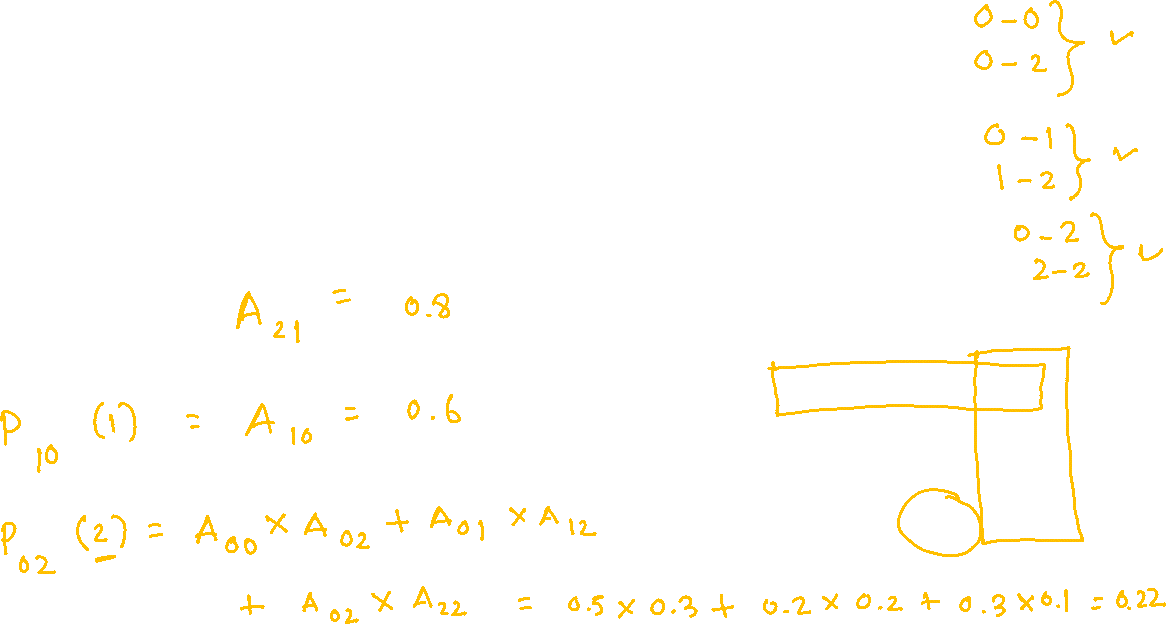 0-0
0-2
0-1
1-2
0-2
2-2
A21 = 0.8
P10 (1) = A10 = 0.6
P02 (2) = A00 × A02 + A01 × A12
+ A02 × A22 = 0.5 × 0.3 + 0.2 × 0.2 + 0.3 × 0.1 = 0.22